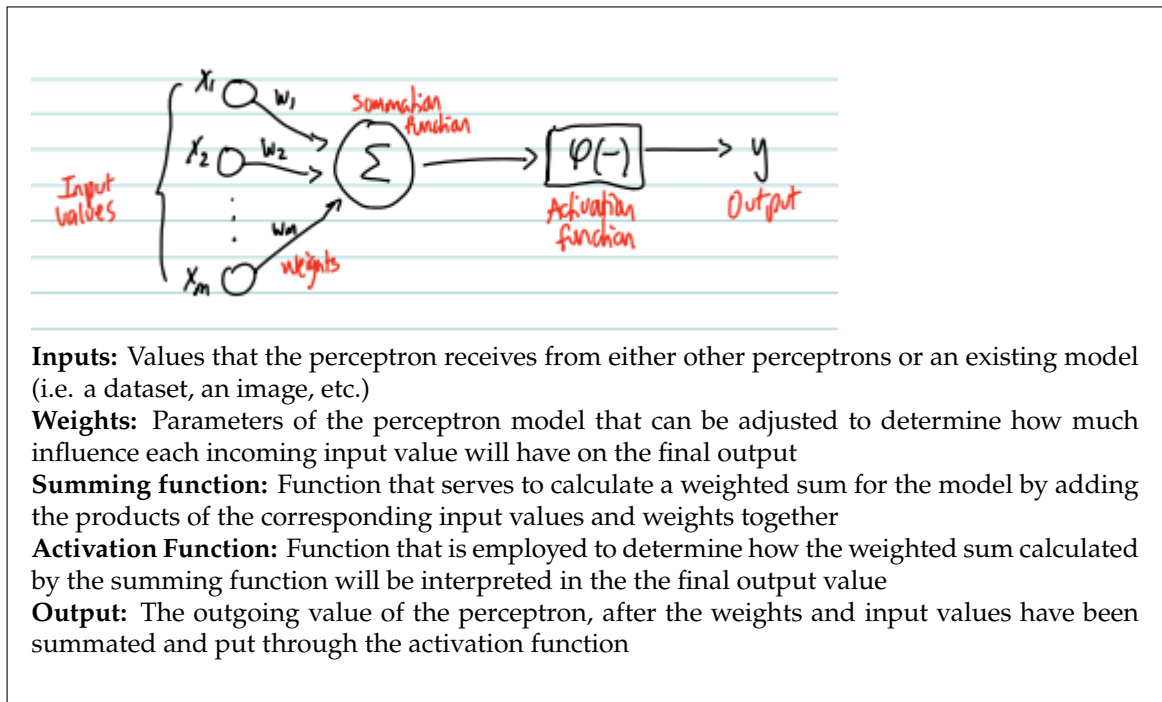 X1
W1
Summation
function
X2
W2
Σ
φ(-)
y
Input
values
Output
Activation
function
⋮
Wm
weights
Xm
Inputs: Values that the perceptron receives from either other perceptrons or an existing model
(i.e. a dataset, an image, etc.)
Weights: Parameters of the perceptron model that can be adjusted to determine how much
influence each incoming input value will have on the final output
Summing function: Function that serves to calculate a weighted sum for the model by adding
the products of the corresponding input values and weights together
Activation Function: Function that is employed to determine how the weighted sum calculated
by the summing function will be interpreted in the the final output value
Output: The outgoing value of the perceptron, after the weights and input values have been
summated and put through the activation function